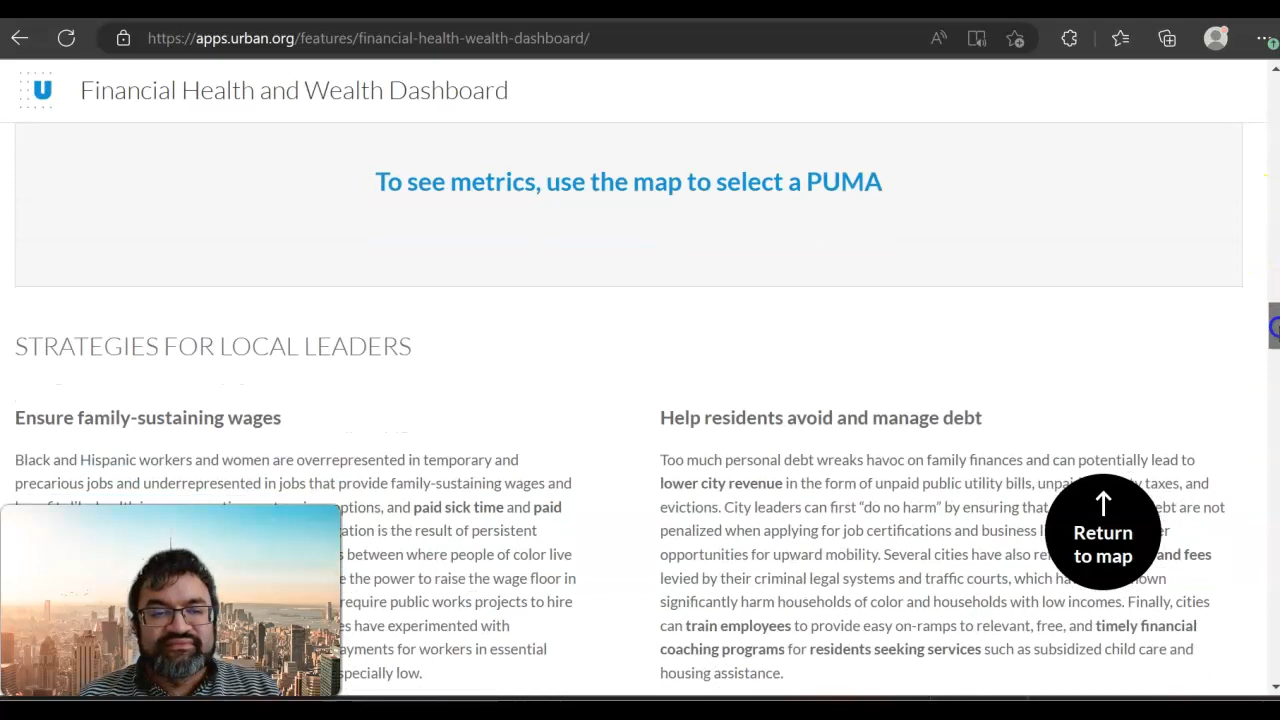 https://apps.urban.org/features/financial-health-wealth-dashboard/
U
Financial Health and Wealth Dashboard
To see metrics, use the map to select a PUMA
STRATEGIES FOR LOCAL LEADERS
Ensure family-sustaining wages
Black and Hispanic workers and women are overrepresented in temporary and
precarious jobs and underrepresented in jobs that provide family-sustaining wages and
options, and paid sick time and paid
is the result of persistent
between where people of color live
the power to raise the wage floor in
require public works projects to hire
have experimented with
for workers in essential
low.
Help residents avoid and manage debt
Too much personal debt wreaks havoc on family finances and can potentially lead to
lower city revenue in the form of unpaid public utility bills, taxes, and
evictions. City leaders can first “do no harm” by ensuring that are not
penalized when applying for job certifications and business
opportunities for upward mobility. Several cities have also and fees
levied by their criminal legal systems and traffic courts, which
significantly harm households of color and households with low incomes. Finally, cities
can train employees to provide easy on-ramps to relevant, free, and timely financial
coaching programs for residents seeking services such as subsidized child care and
housing assistance.
Return
to map